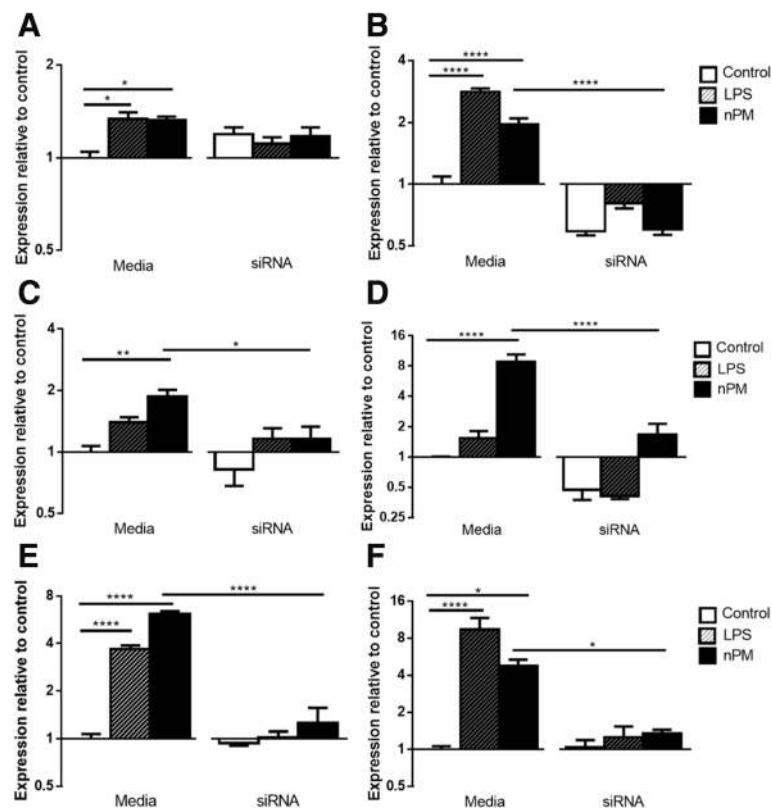 A
Expression relative to control
2
1
0.5
*
*
Media
siRNA
B
Expression relative to control
4
2
1
0.5
****
****
****
Media
siRNA
Control
LPS
nPM
C
Expression relative to control
4
2
1
0.5
**
*
Media
siRNA
D
Expression relative to control
16
8
4
2
1
0.5
0.25
****
****
Media
siRNA
Control
LPS
nPM
E
Expression relative to control
8
4
2
1
0.5
****
****
****
Media
siRNA
F
Expression relative to control
16
8
4
2
1
0.5
*
****
*
Media
siRNA
Control
LPS
nPM